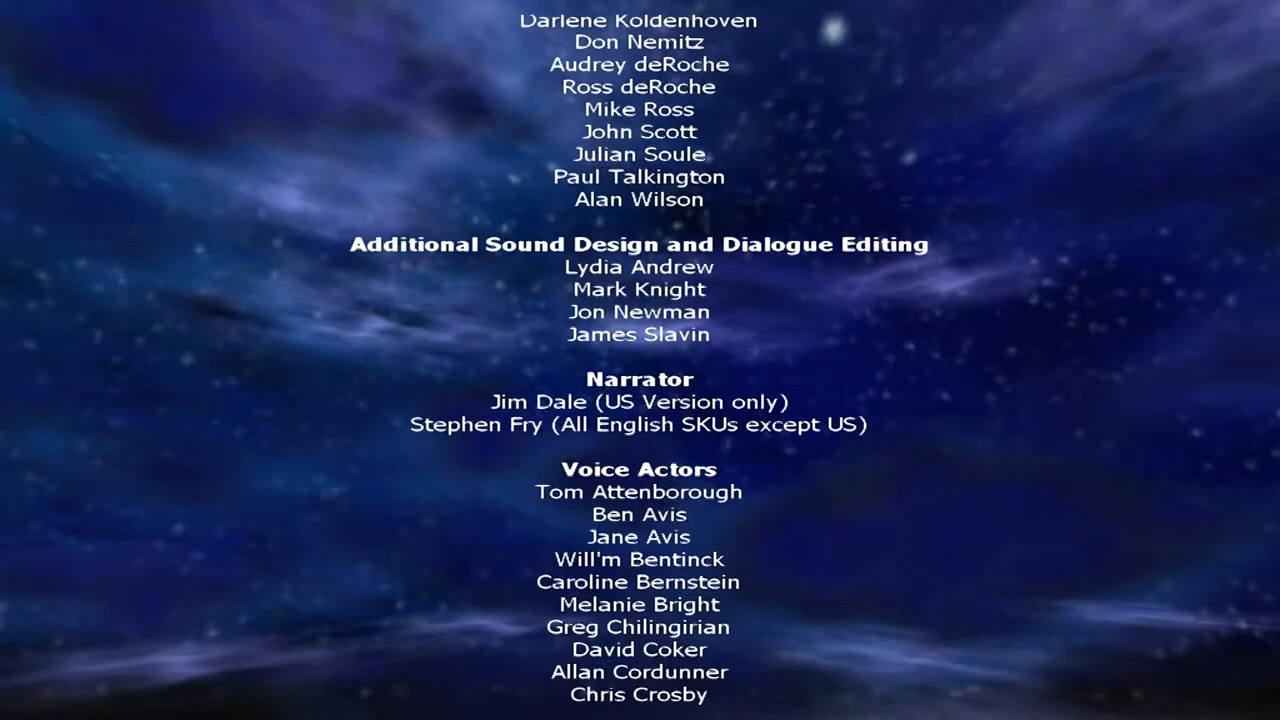 Darlene Koldenhoven
Don Nemitz
Audrey deRoche
Ross deRoche
Mike Ross
John Scott
Julian Soule
Paul Talkington
Alan Wilson
Additional Sound Design and Dialogue Editing
Lydia Andrew
Mark Knight
Jon Newman
James Slavin
Narrator
Jim Dale (US Version only)
Stephen Fry (All English SKUs except US)
Voice Actors
Tom Attenborough
Ben Avis
Jane Avis
Will'm Bentinck
Caroline Bernstein
Melanie Bright
Greg Chilingirian
David Coker
Allan Cordunner
Chris Crosby